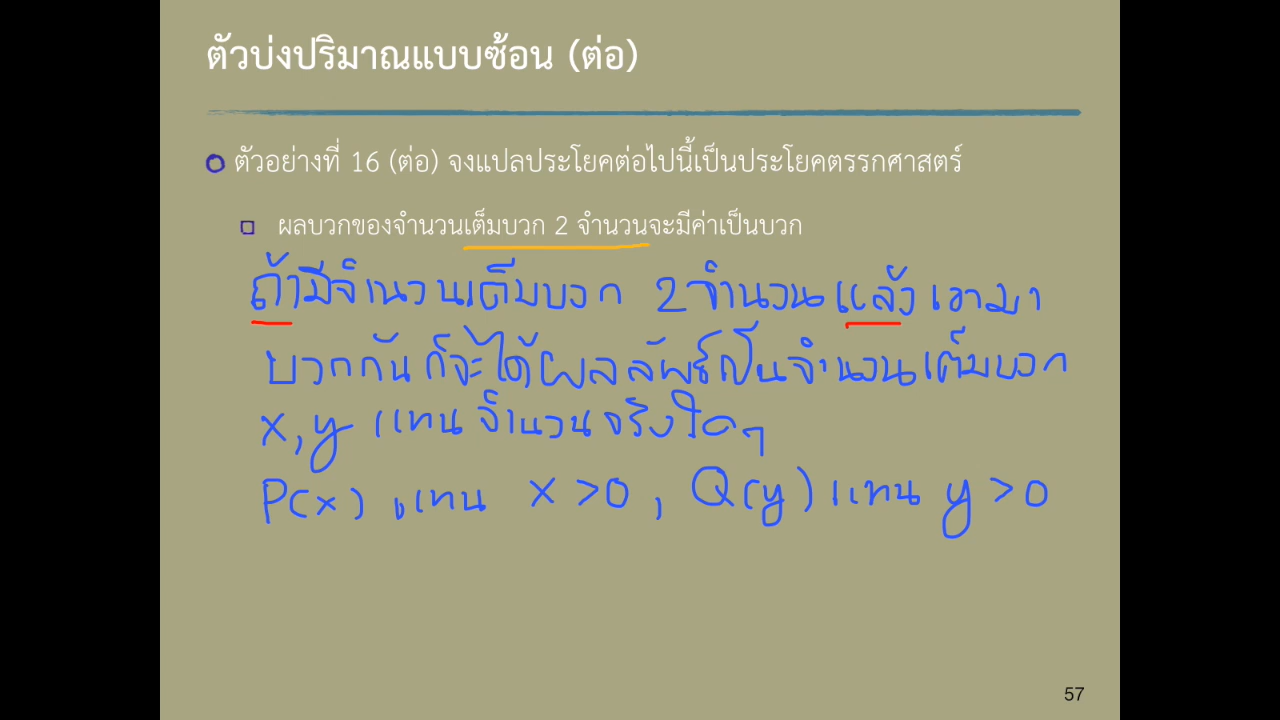 ตัวบ่งปริมาณแบบซ้อน (ต่อ)
ตัวอย่างที่ 16 (ต่อ) จงแปลประโยคต่อไปนี้เป็นประโยคตรรกศาสตร์
ผลบวกของจำนวนเต็มบวก 2 จำนวนจะมีค่าเป็นบวก
ถ้ามีจำนวนเต็มบวก 2 จำนวนแล้วเอามา
บวกกันก็จะได้ผลลัพธ์เป็นจำนวนเต็มบวก
x, y แทนจำนวนจริงใดๆ
P(x) แทน x > 0 , Q(y) แทน y > 0
57